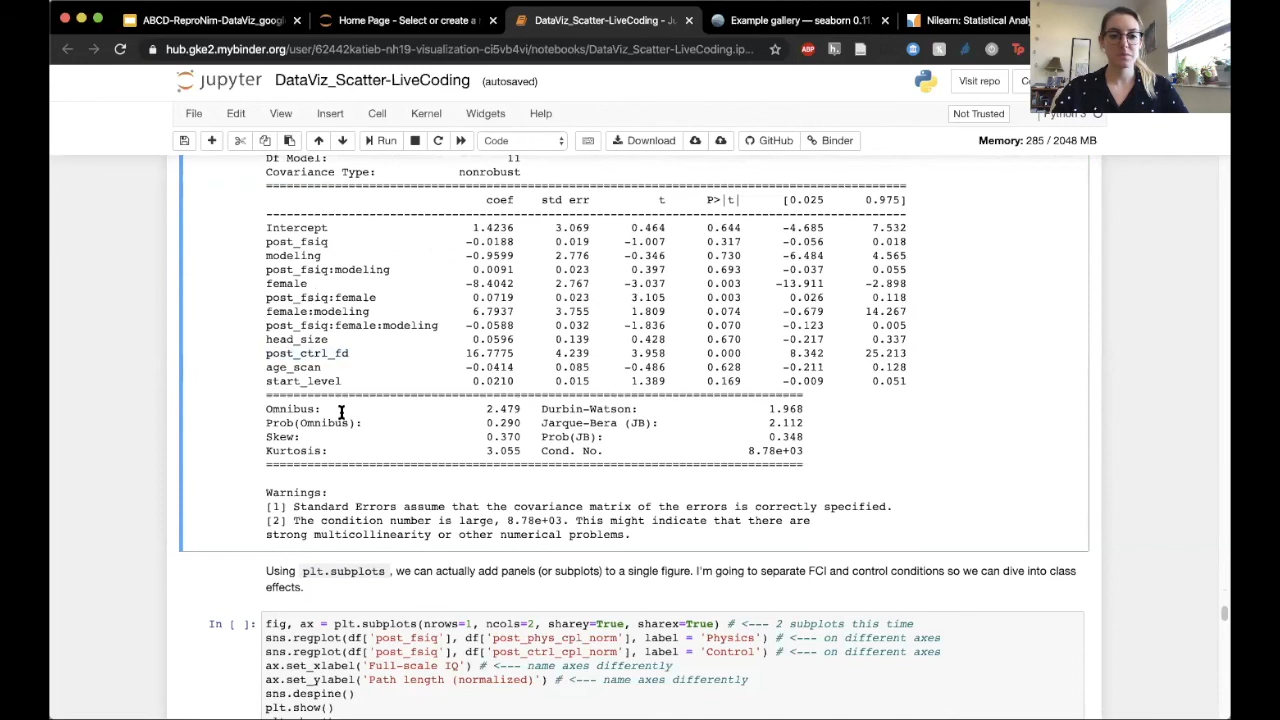 ABCD-ReproNim-DataViz_goog
Home Page - Select or create a
DataViz_Scatter-LiveCoding - Ju
Example gallery — seaborn 0.11.
Nilearn: Statistical Analy
hub.gke2.mybinder.org/user/62442katieb-nh19-visualization-ci5vb4vi/notebooks/DataViz_Scatter-LiveCoding.ip...
ABP
jupyter DataViz_Scatter-LiveCoding (autosaved)
Visit repo
File Edit View Insert Cell Kernel Widgets Help
Not Trusted
Run Code Download GitHub Binder Memory: 285 / 2048 MB
Df Model: 11
Covariance Type: nonrobust
coef std err t P>|t| [0.025 0.975]
Intercept 1.4236 3.069 0.464 0.644 -4.685 7.532
post_fsiq -0.0188 0.019 -1.007 0.317 -0.056 0.018
modeling -0.9599 2.776 -0.346 0.730 -6.484 4.565
post_fsiq:modeling 0.0091 0.023 0.397 0.693 -0.037 0.055
female -8.4042 2.767 -3.037 0.003 -13.911 -2.898
post_fsiq:female 0.0719 0.023 3.105 0.003 0.026 0.118
female:modeling 6.7937 3.755 1.809 0.074 -0.679 14.267
post_fsiq:female:modeling -0.0588 0.032 -1.836 0.070 -0.123 0.005
head_size 0.0596 0.139 0.428 0.670 -0.217 0.337
post_ctrl_fd 16.7775 4.239 3.958 0.000 8.342 25.213
age_scan -0.0414 0.085 -0.486 0.628 -0.211 0.128
start_level 0.0210 0.015 1.389 0.169 -0.009 0.051
Omnibus: 2.479 Durbin-Watson: 1.968
Prob(Omnibus): 0.290 Jarque-Bera (JB): 2.112
Skew: 0.370 Prob(JB): 0.348
Kurtosis: 3.055 Cond. No. 8.78e+03
Warnings:
[1] Standard Errors assume that the covariance matrix of the errors is correctly specified.
[2] The condition number is large, 8.78e+03. This might indicate that there are
strong multicollinearity or other numerical problems.
Using plt.subplots, we can actually add panels (or subplots) to a single figure. I'm going to separate FCI and control conditions so we can dive into class
effects.
In [ ]: fig, ax = plt.subplots(nrows=1, ncols=2, sharey=True, sharex=True) # <--- 2 subplots this time
sns.regplot(df['post_fsiq'], df['post_phys_cpl_norm'], label = 'Physics') # <--- on different axes
sns.regplot(df['post_fsiq'], df['post_ctrl_cpl_norm'], label = 'Control') # <--- on different axes
ax.set_xlabel('Full-scale IQ') # <--- name axes differently
ax.set_ylabel('Path length (normalized)') # <--- name axes differently
sns.despine()
plt.show()